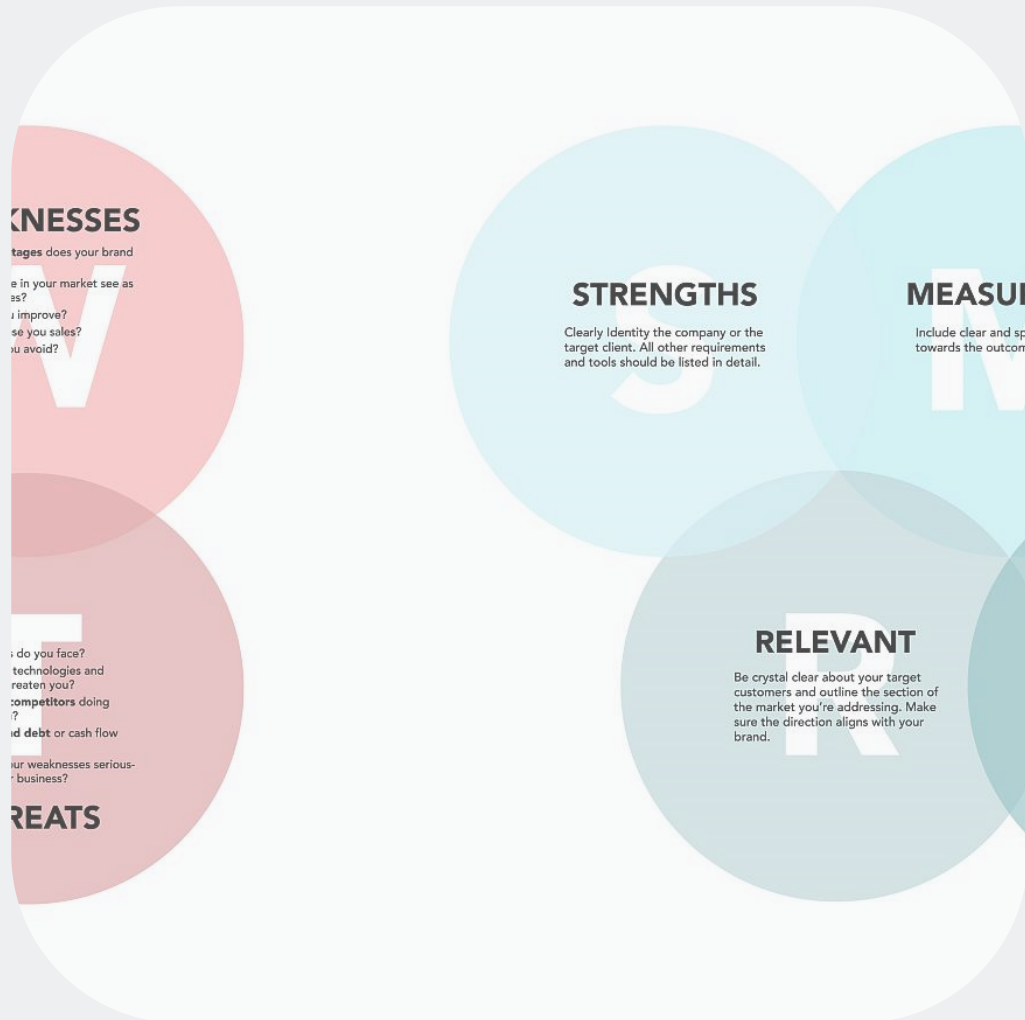 KNESSES
tages does your brand
e in your market see as
es?
u improve?
se you sales?
ou avoid?
W
T
s do you face?
technologies and
reaten you?
competitors doing
?
d debt or cash flow
ur weaknesses serious-
r business?
REATS
S
STRENGTHS
Clearly Identity the company or the
target client. All other requirements
and tools should be listed in detail.
M
MEASU
Include clear and sp
towards the outcom
R
RELEVANT
Be crystal clear about your target
customers and outline the section of
the market you're addressing. Make
sure the direction aligns with your
brand.